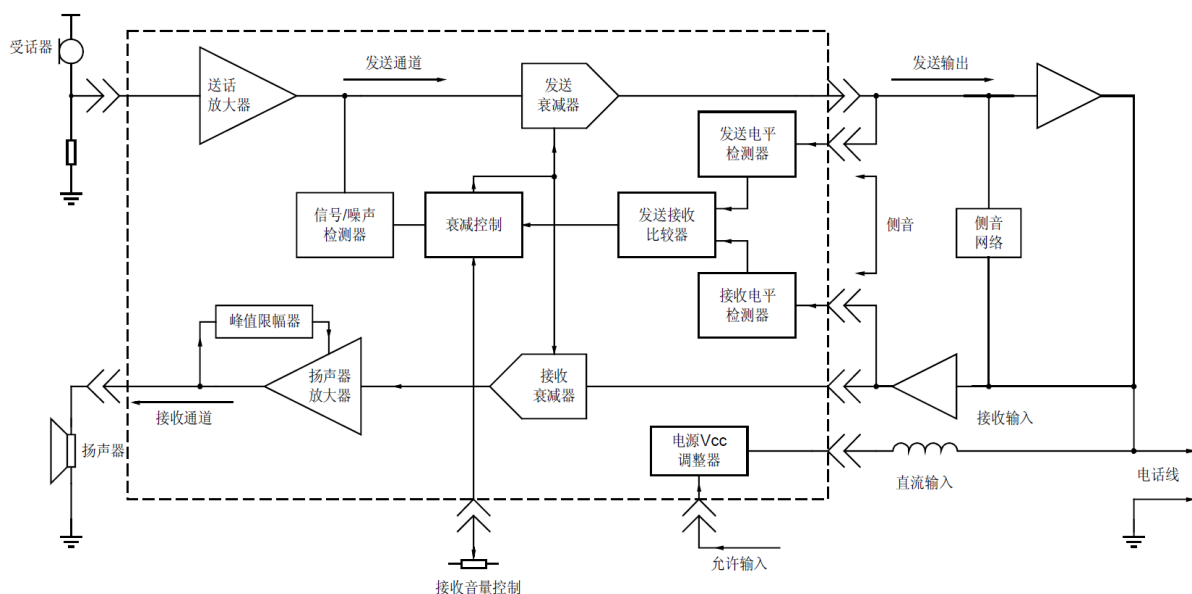 受话器
送话
放大器
发送通道
发送
衰减器
发送输出
发送电平
检测器
信号/噪声
检测器
衰减控制
发送接收
比较器
侧音
侧音
网络
接收电平
检测器
峰值限幅器
扬声器
放大器
接收
衰减器
接收通道
接收输入
扬声器
电源Vcc
调整器
直流输入
电话线
允许输入
接收音量控制